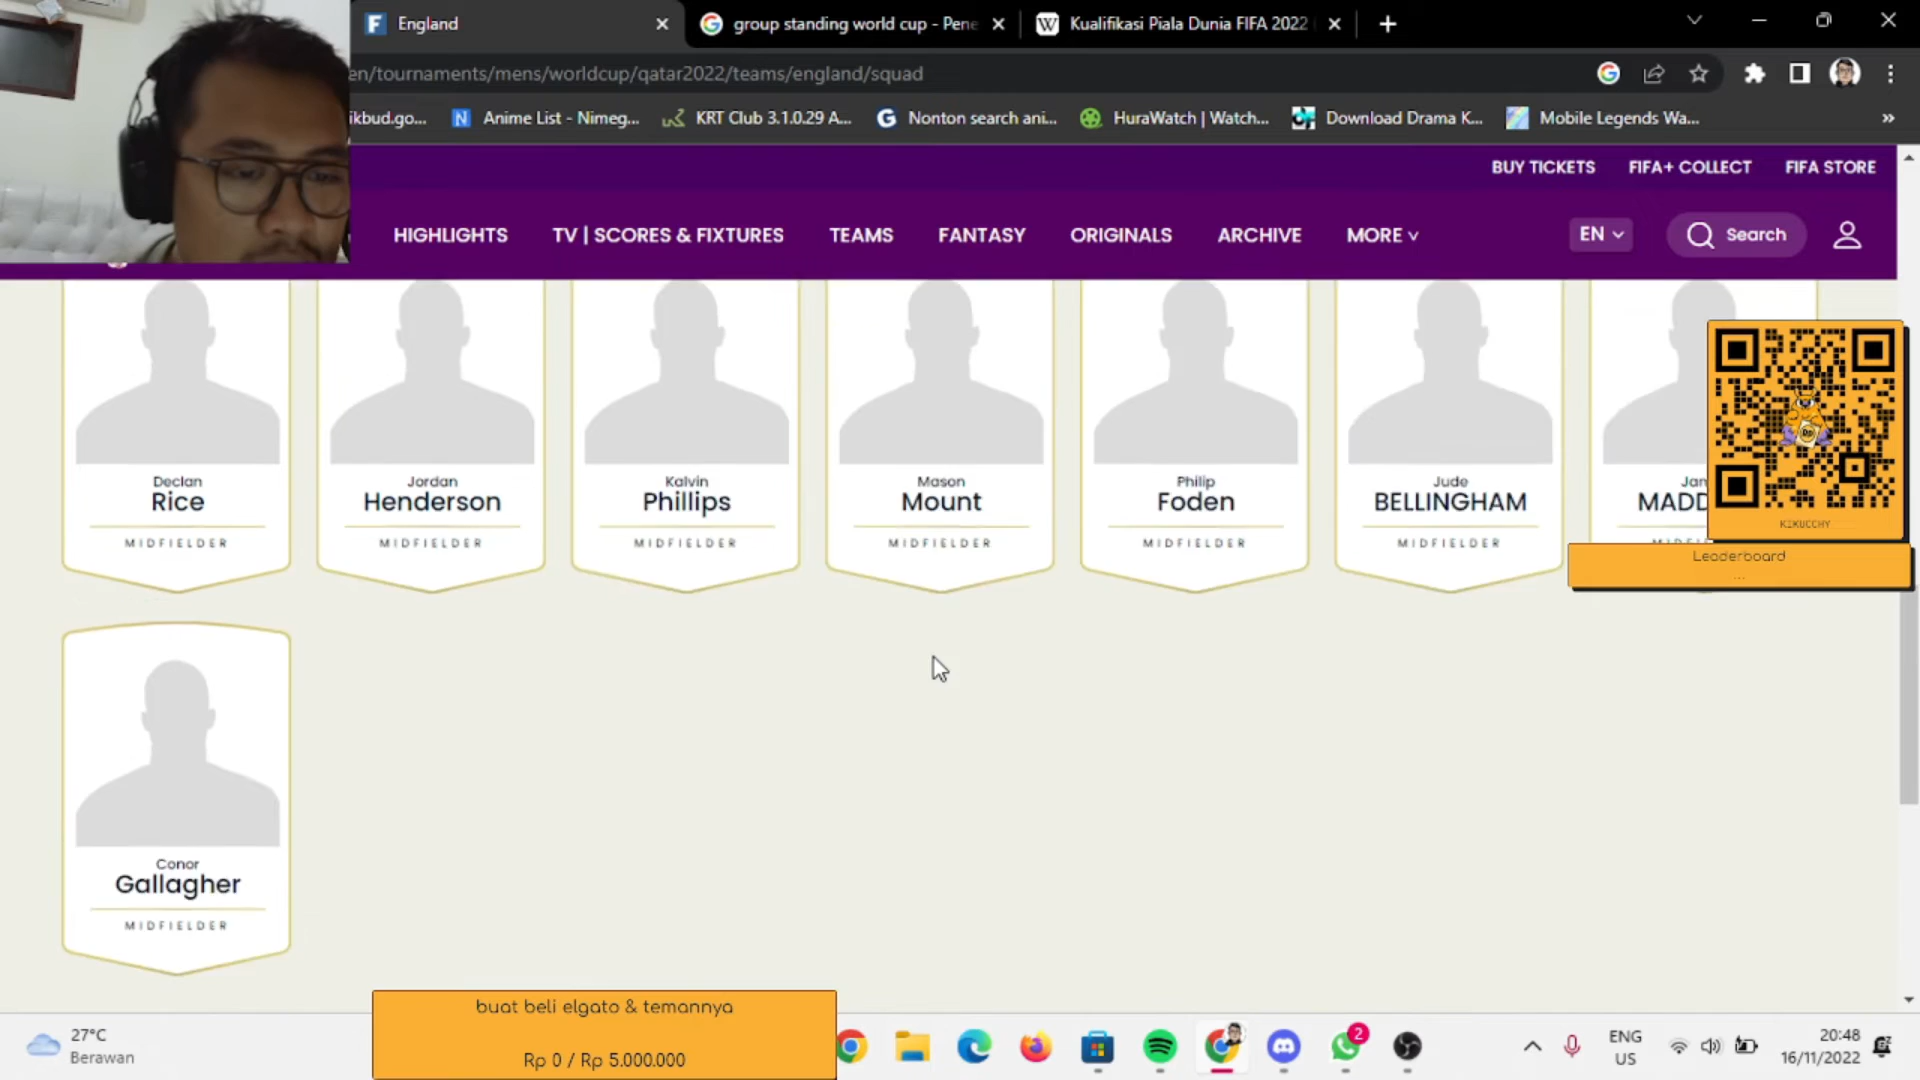 England
group standing world cup - Pene
Kualifikasi Piala Dunia FIFA 2022
en/tournaments/mens/worldcup/qatar2022/teams/england/squad
ikbud.go...
Anime List - Nimeg...
KRT Club 3.1.0.29 A...
Nonton search ani...
HuraWatch | Watch...
Download Drama K...
Mobile Legends Wa...
BUY TICKETS
FIFA+ COLLECT
FIFA STORE
HIGHLIGHTS
TV | SCORES & FIXTURES
TEAMS
FANTASY
ORIGINALS
ARCHIVE
MORE
EN
Search
Declan
Rice
MIDFIELDER
Jordan
Henderson
MIDFIELDER
Kalvin
Phillips
MIDFIELDER
Mason
Mount
MIDFIELDER
Philip
Foden
MIDFIELDER
Jude
BELLINGHAM
MIDFIELDER
Jam
MADD
KIKUCCHY
Leaderboard
...
Conor
Gallagher
MIDFIELDER
buat beli elgato & temannya
Rp 0 / Rp 5.000.000
27°C
Berawan
2
ENG
US
20:48
16/11/2022